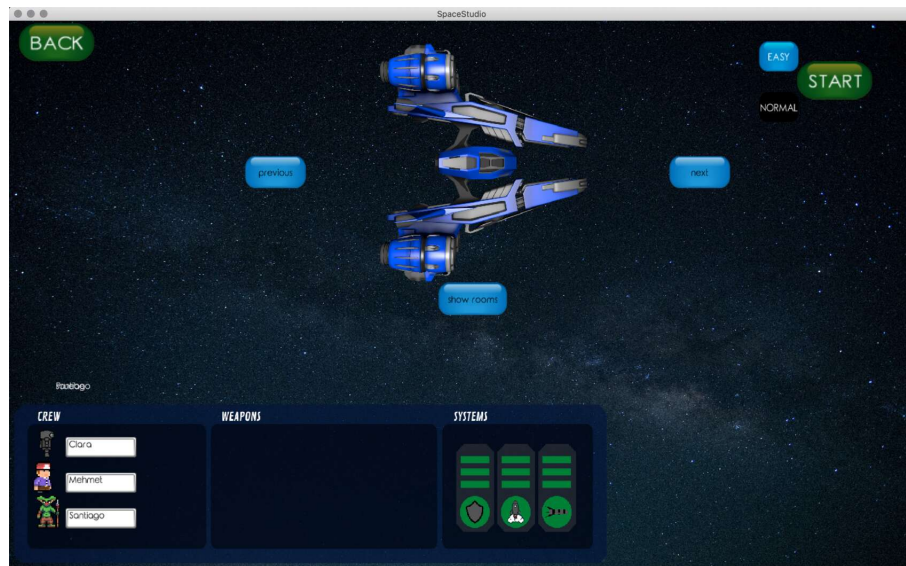 SpaceStudio
BACK
EASY
START
NORMAL
previous
next
show rooms
CREW
WEAPONS
SYSTEMS
Clara
Mehmet
Santiago